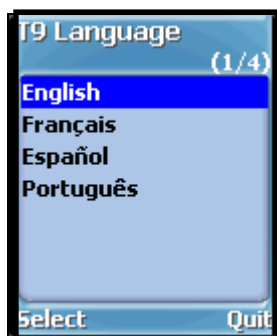 T9 Language
(1/4)
English
Français
Español
Português
Select Quit